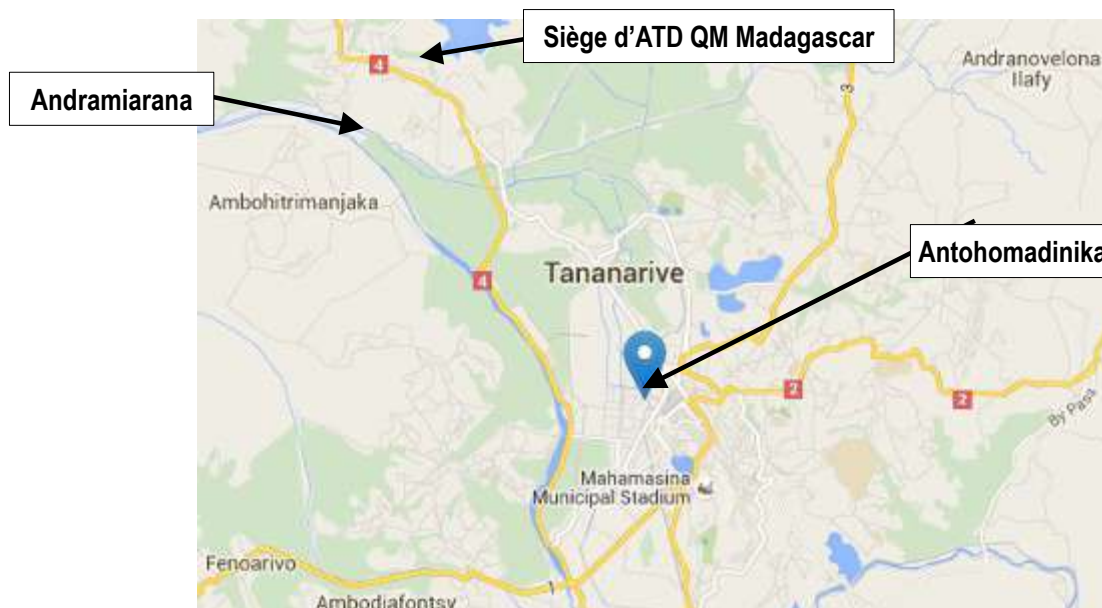 Siège d'ATD QM Madagascar
Andranovelona
Ilafy
4
3
Andramiarana
Ambohitrimanjaka
Antohomadinika
Tananarive
4
2
2
By Pass
Mahamasina
Municipal Stadium
Fenoarivo
1
Ambodiafontsy